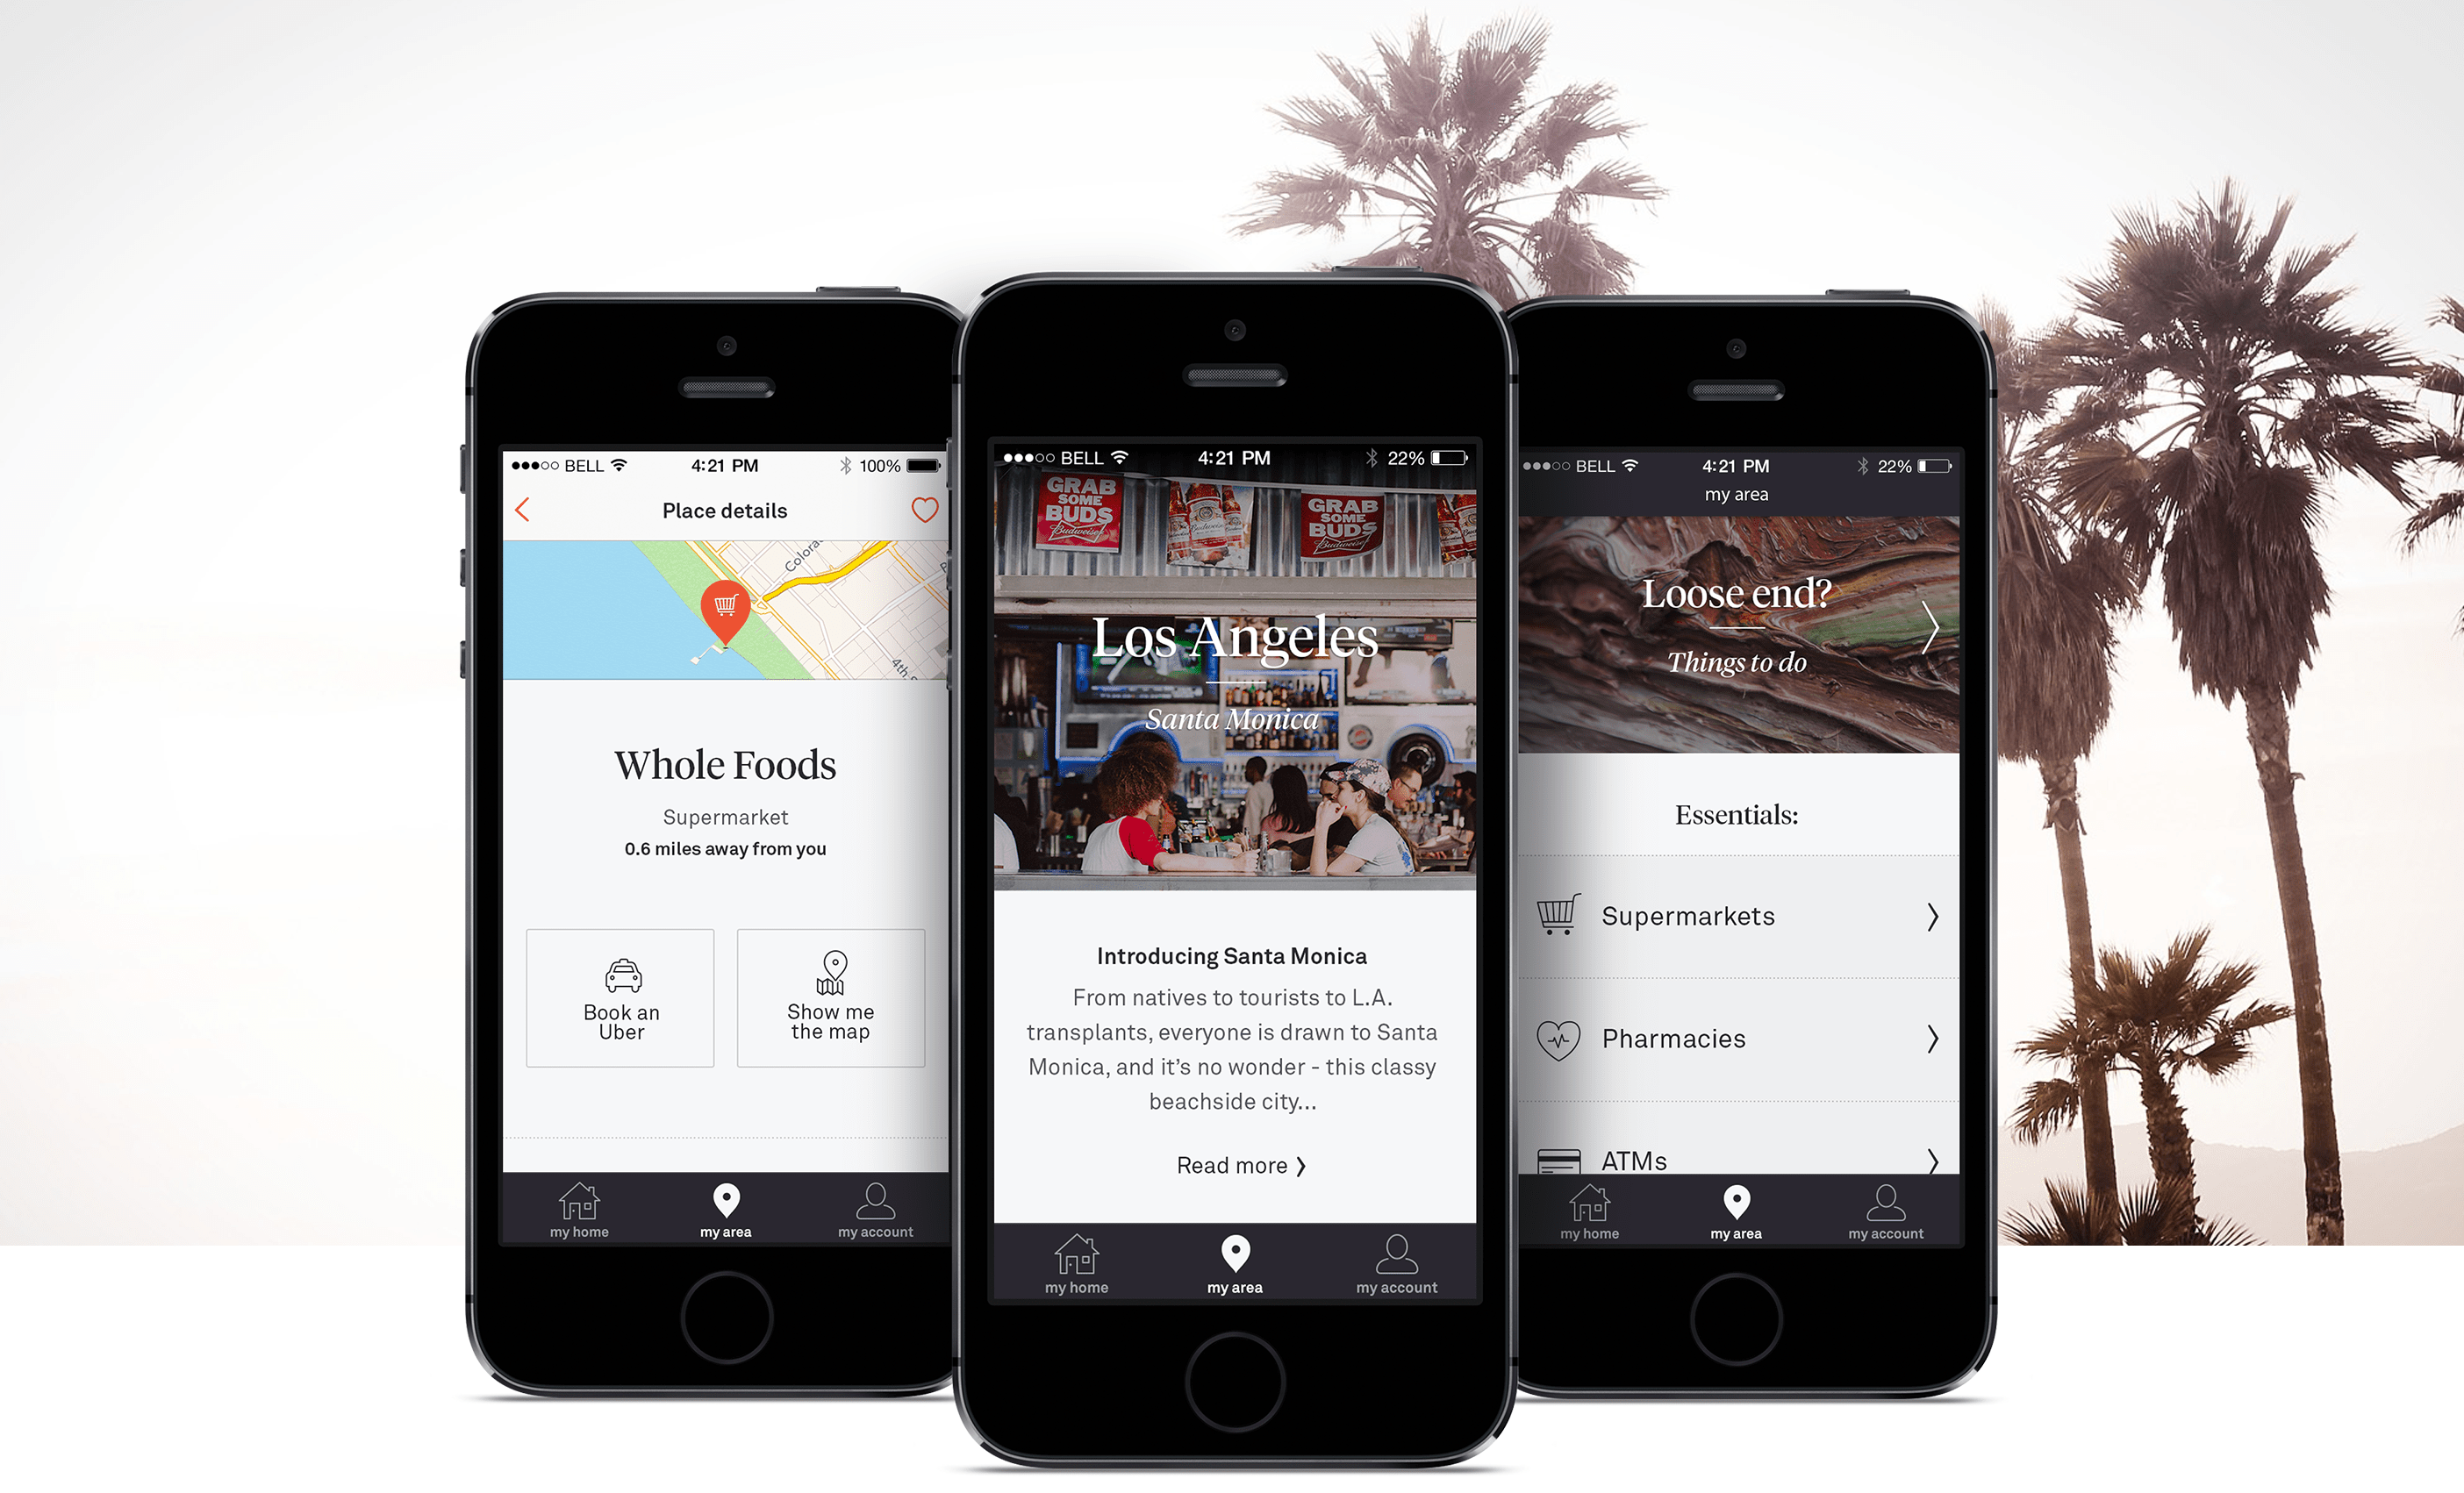 BELL
4:21 PM
100%
Place details
Colora
4th
Whole Foods
Supermarket
0.6 miles away from you
Book an
Uber
Show me
the map
my home
my area
my account
BELL
4:21 PM
22%
GRAB
SOME
BUDS
Budweiser
Budweiser
GRAB
SOME
BUDS
Budweiser
Los Angeles
Santa Monica
Introducing Santa Monica
From natives to tourists to L.A.
transplants, everyone is drawn to Santa
Monica, and it’s no wonder - this classy
beachside city...
Read more
my home
my area
my account
BELL
4:21 PM
22%
my area
Loose end?
Things to do
Essentials:
Supermarkets
Pharmacies
ATMs
my home
my area
my account